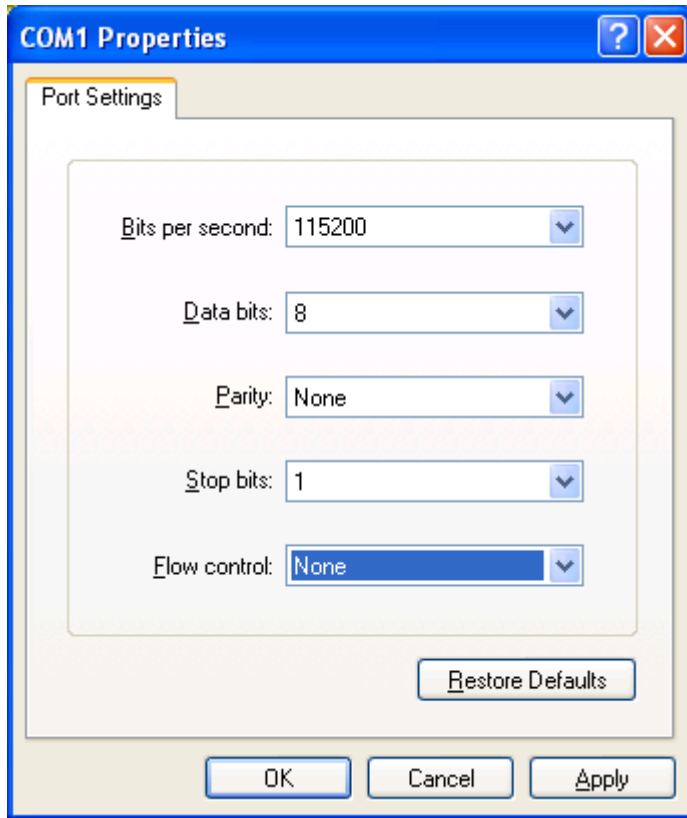 COM1 Properties
Port Settings
Bits per second: 115200
Data bits: 8
Parity: None
Stop bits: 1
Flow control: None
Restore Defaults
OK Cancel Apply